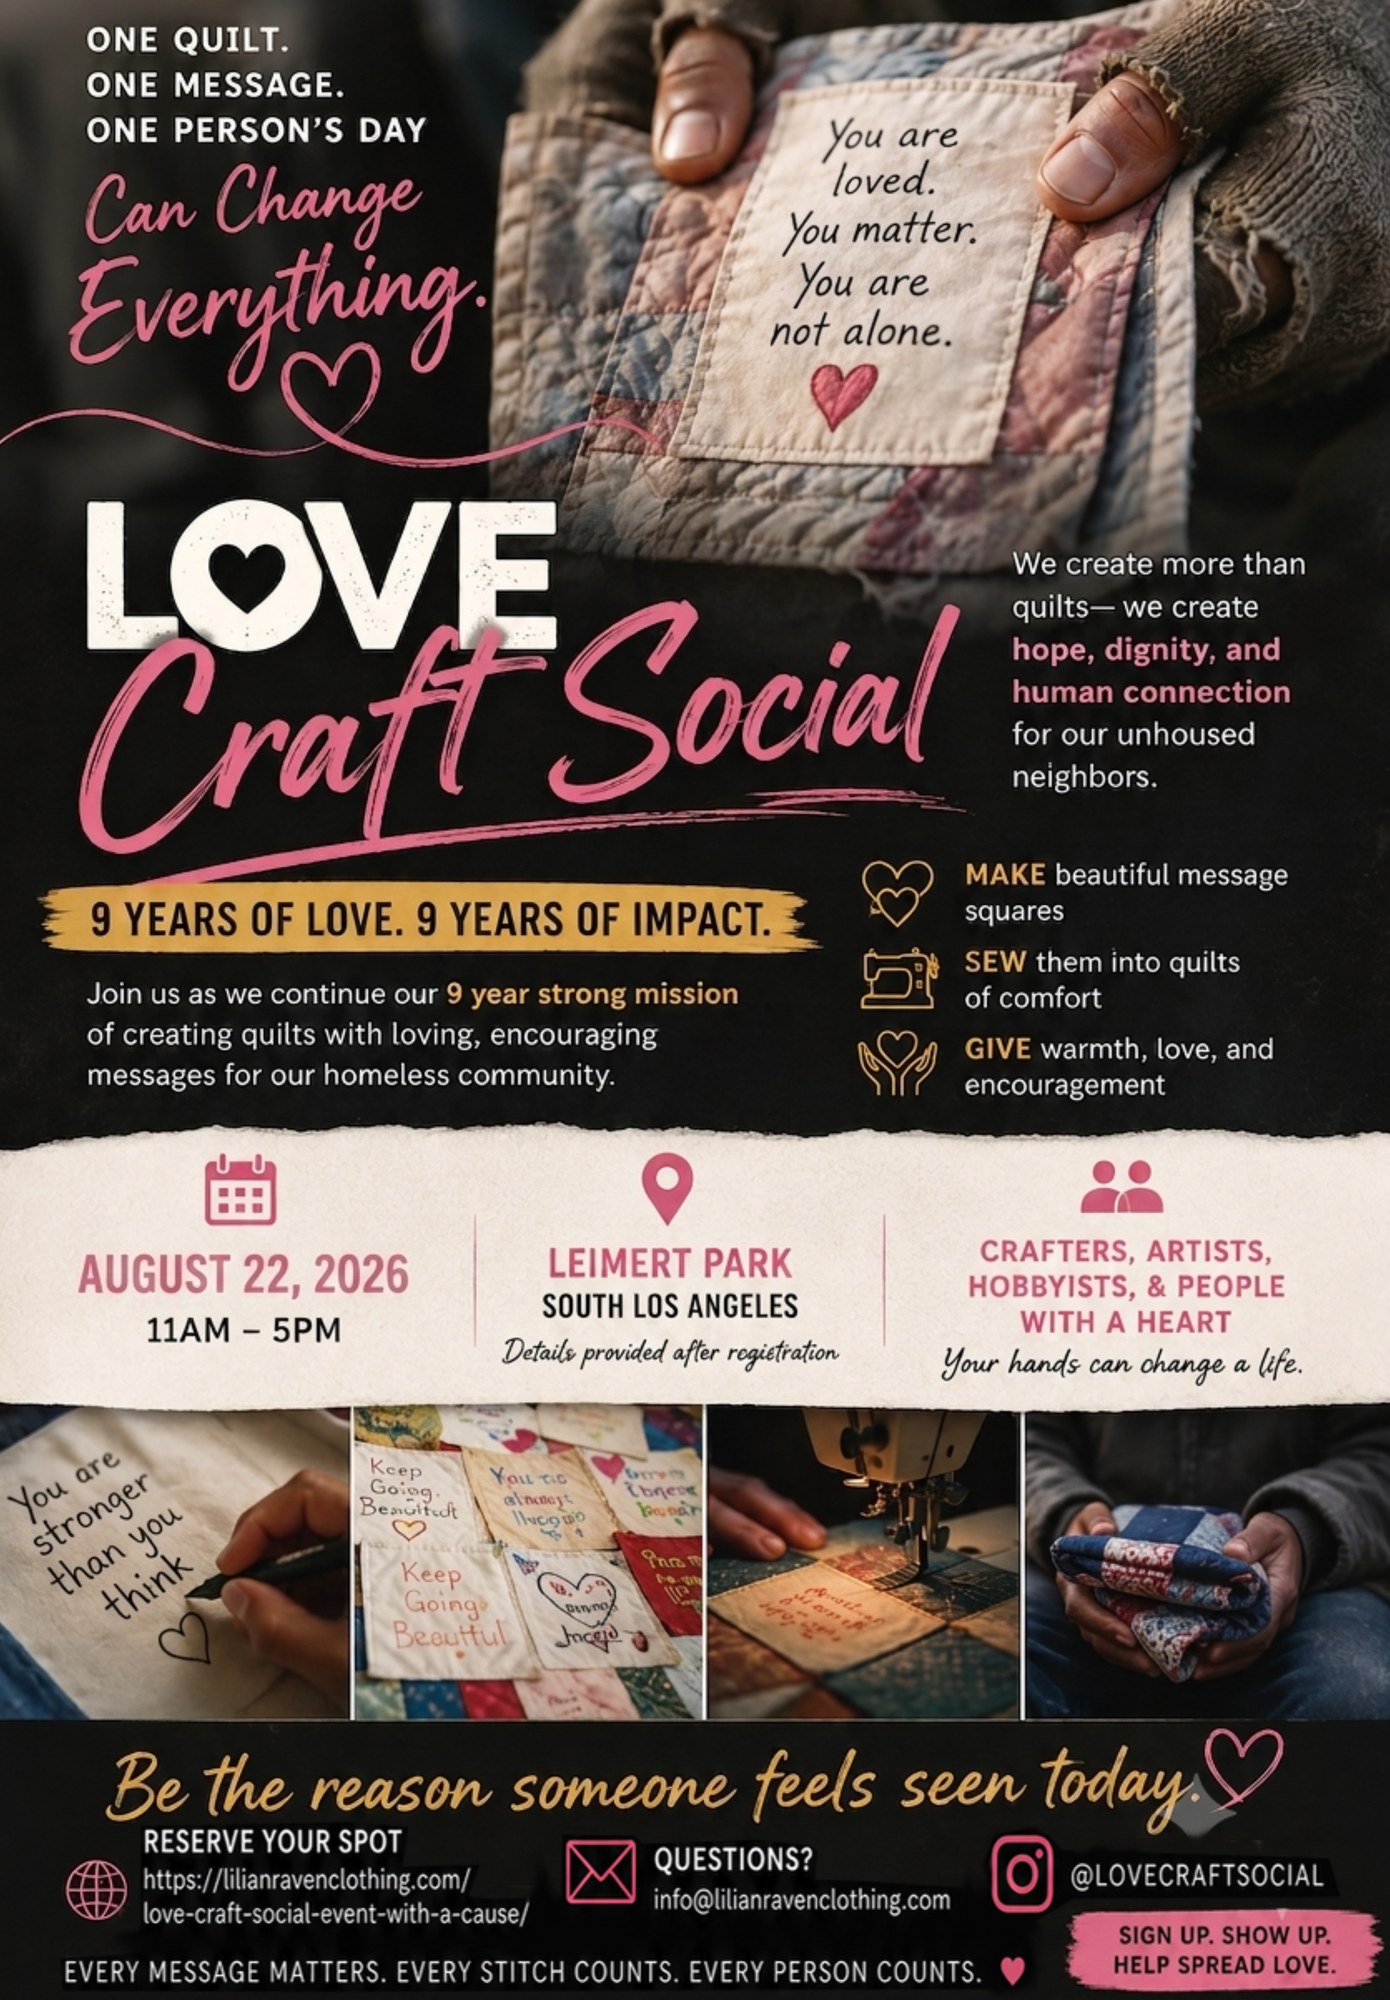 ONE QUILT.
ONE MESSAGE.
ONE PERSON'S DAY
Can Change
Everything.
You are
loved.
You matter.
You are
not alone.
LOVE
Craft Social
We create more than
quilts— we create
hope, dignity, and
human connection
for our unhoused
neighbors.
9 YEARS OF LOVE. 9 YEARS OF IMPACT.
Join us as we continue our 9 year strong mission
of creating quilts with loving, encouraging
messages for our homeless community.
MAKE beautiful message
squares
SEW them into quilts
of comfort
GIVE warmth, love, and
encouragement
AUGUST 22, 2026
11AM – 5PM
LEIMERT PARK
SOUTH LOS ANGELES
Details provided after registration
CRAFTERS, ARTISTS,
HOBBYISTS, & PEOPLE
WITH A HEART
Your hands can change a life.
You are
stronger
than you
think
Keep
Going.
Keep
Going
Be the reason someone feels seen today.
RESERVE YOUR SPOT
https://lilianravenclothing.com/
love-craft-social-event-with-a-cause/
QUESTIONS?
info@lilianravenclothing.com
@LOVECRAFTSOCIAL
SIGN UP. SHOW UP.
HELP SPREAD LOVE.
EVERY MESSAGE MATTERS. EVERY STITCH COUNTS. EVERY PERSON COUNTS.